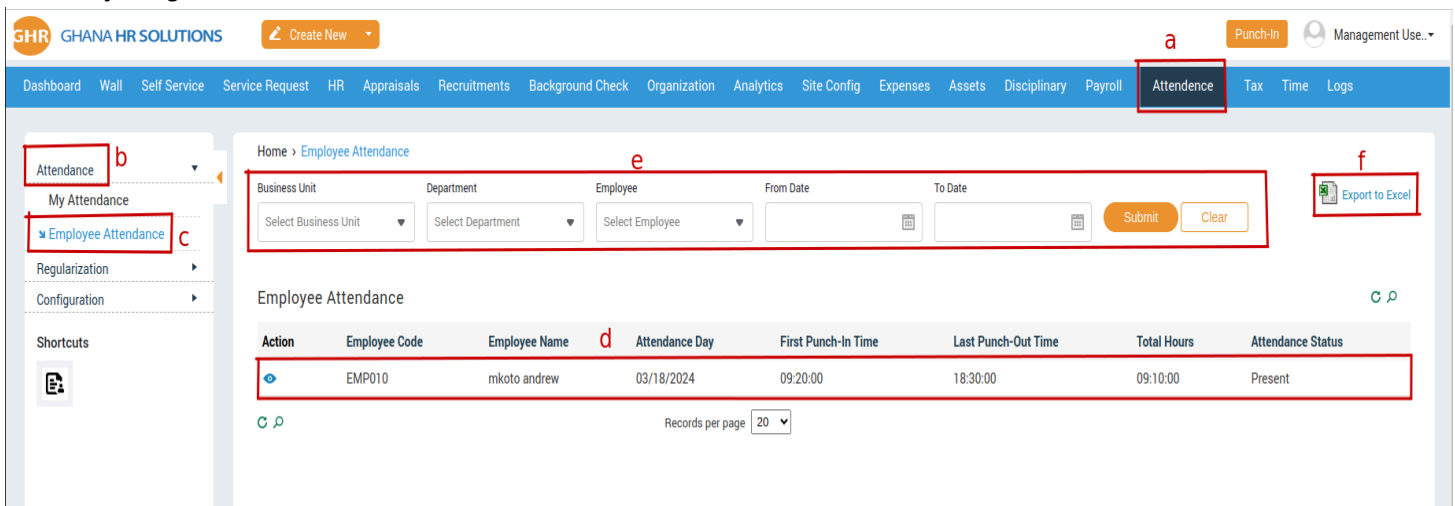 GHR GHANA HR SOLUTIONS Create New Punch-In Management Use..
a
Dashboard Wall Self Service Service Request HR Appraisals Recruitments Background Check Organization Analytics Site Config Expenses Assets Disciplinary Payroll Attendence Tax Time Logs
Attendance b
My Attendance
Employee Attendance c
Regularization
Configuration
Shortcuts
Home › Employee Attendance
e
f
Business Unit Department Employee From Date To Date
Select Business Unit Select Department Select Employee Submit Clear
Export to Excel
Employee Attendance
d
Action Employee Code Employee Name Attendance Day First Punch-In Time Last Punch-Out Time Total Hours Attendance Status
EMP010 mkoto andrew 03/18/2024 09:20:00 18:30:00 09:10:00 Present
Records per page 20